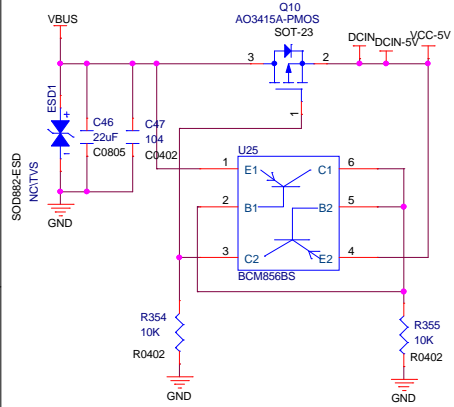 Q10
AO3415A-PMOS
SOT-23
VBUS
DCIN
DCIN-5V
VCC-5V
3
2
1
ESD1
+
-
SOD882-ESD
NC\TVS
C46
22uF
C0805
C47
104
C0402
GND
U25
1
E1
C1
6
2
B1
B2
5
3
C2
E2
4
BCM856BS
R354
10K
R0402
R355
10K
R0402
GND
GND